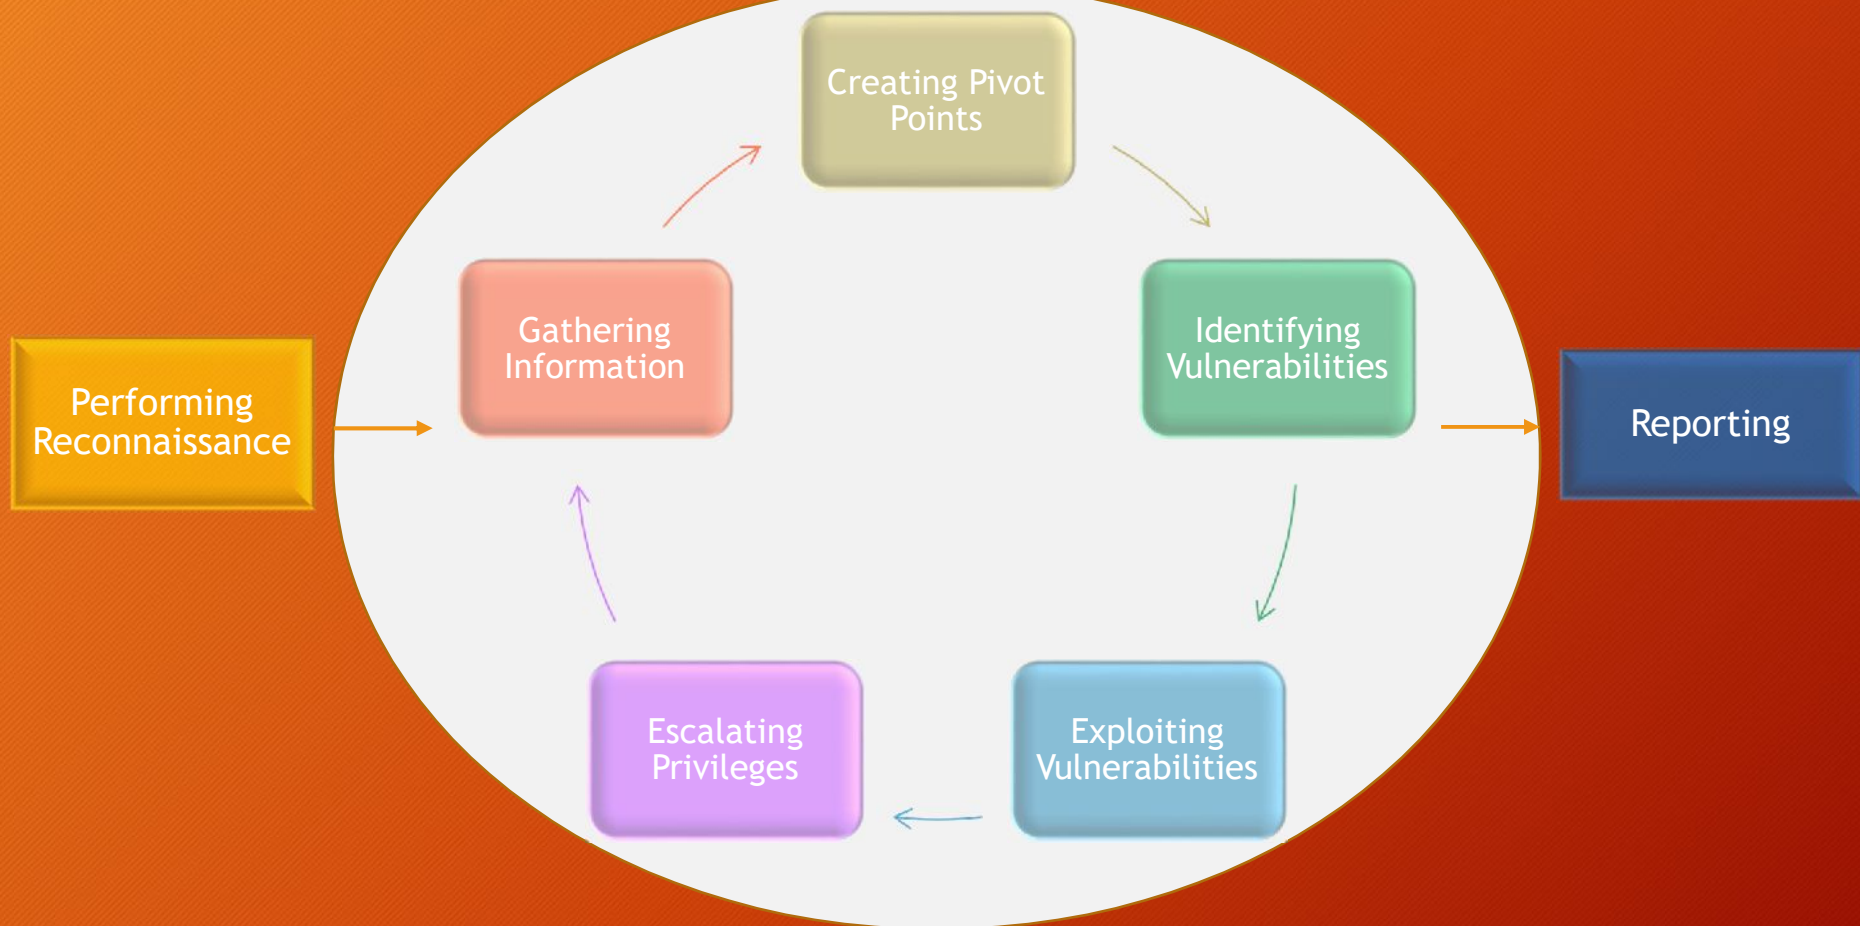 Creating Pivot
Points
Gathering
Information
Identifying
Vulnerabilities
Performing
Reconnaissance
Reporting
Escalating
Privileges
Exploiting
Vulnerabilities